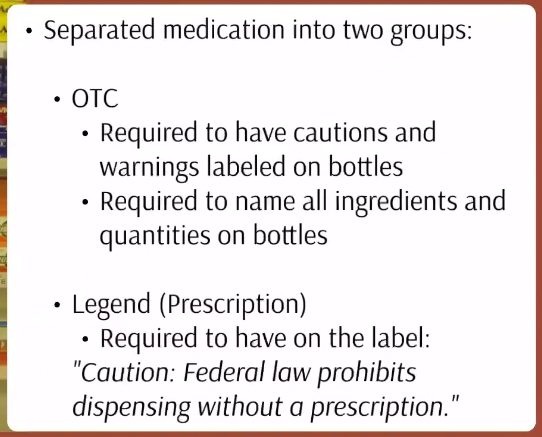 • Separated medication into two groups:
• OTC
• Required to have cautions and
warnings labeled on bottles
• Required to name all ingredients and
quantities on bottles
• Legend (Prescription)
• Required to have on the label:
"Caution: Federal law prohibits
dispensing without a prescription."